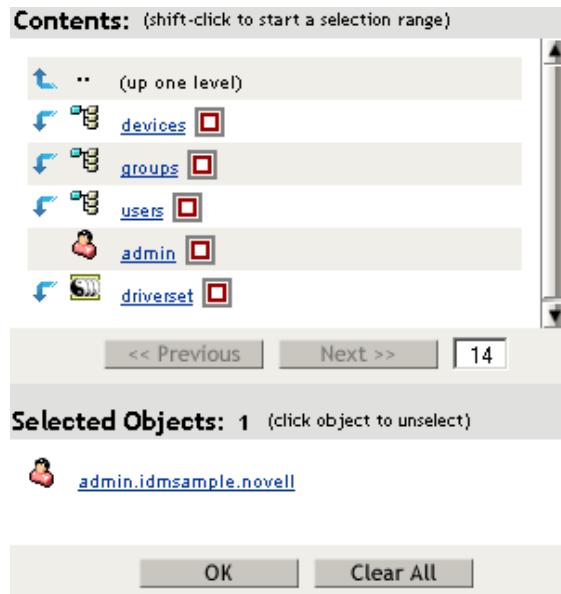 Contents: (shift-click to start a selection range)
.. (up one level)
devices
groups
users
admin
driverset
<< Previous Next >> 14
Selected Objects: 1 (click object to unselect)
admin.idmsample.novell
OK Clear All